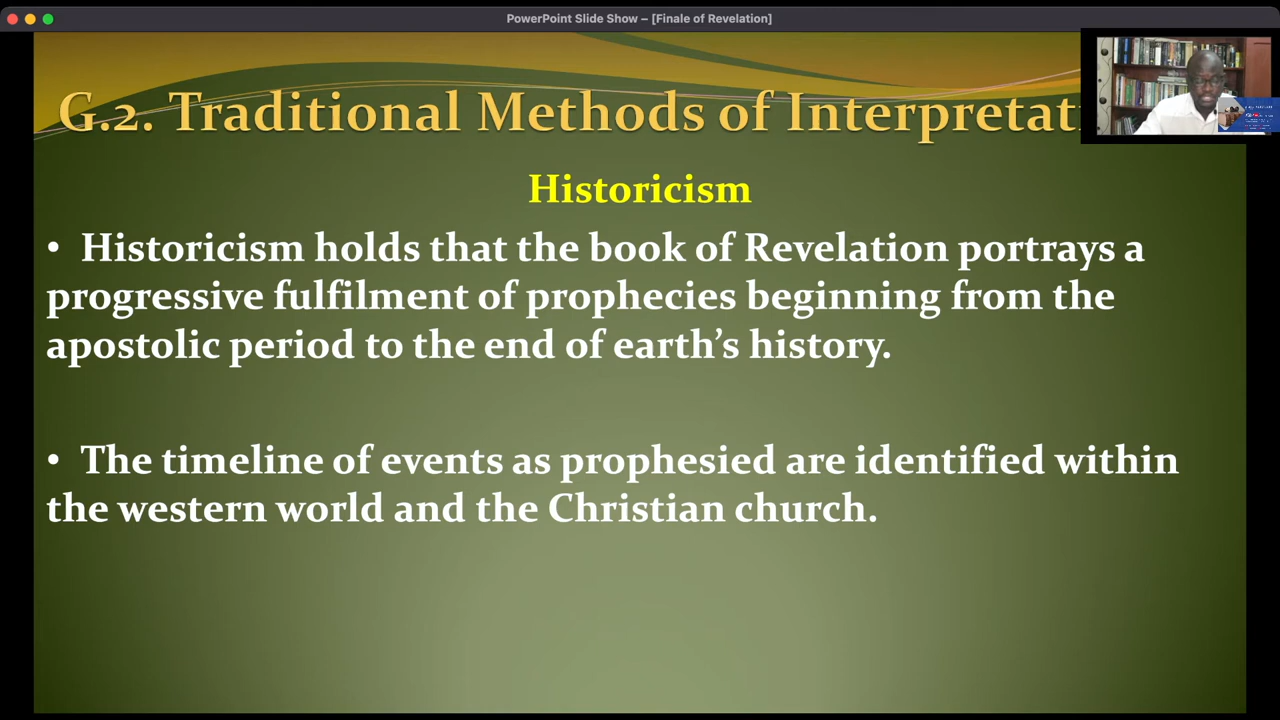 PowerPoint Slide Show – [Finale of Revelation]
G.2. Traditional Methods of
Historicism
• Historicism holds that the book of Revelation portrays a
progressive fulfilment of prophecies beginning from the
apostolic period to the end of earth’s history.
• The timeline of events as prophesied are identified within
the western world and the Christian church.